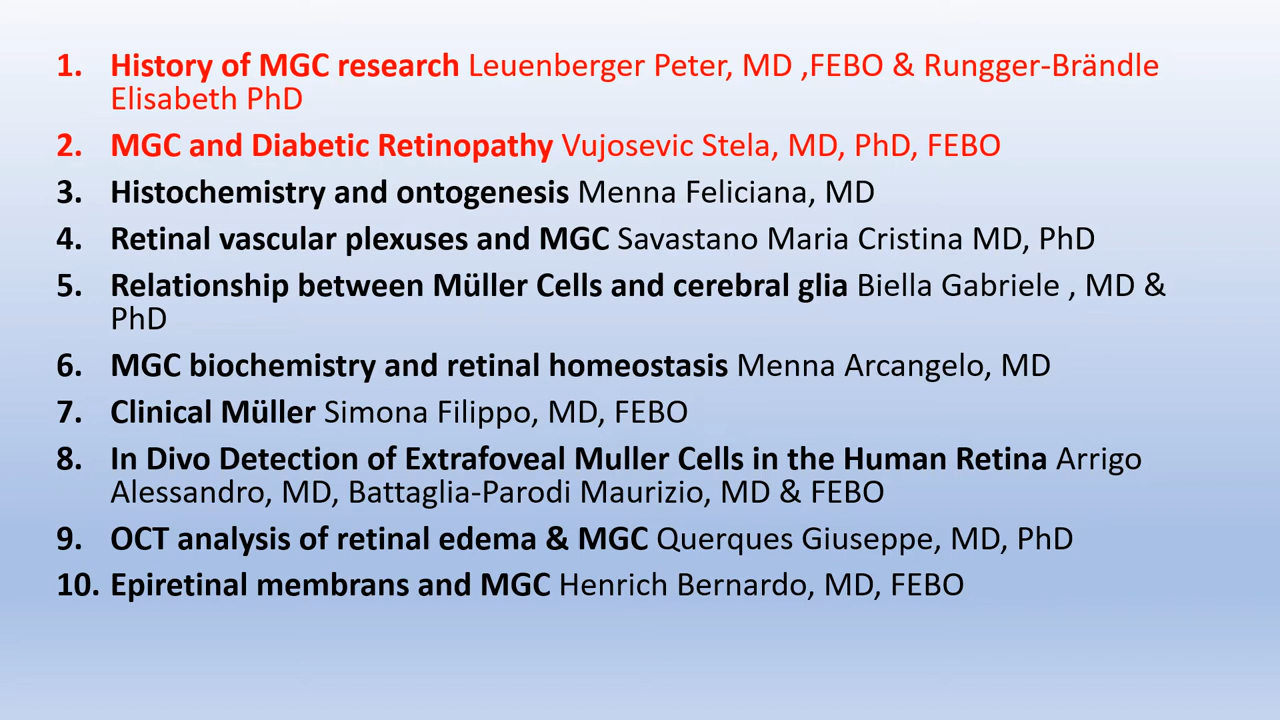 1. History of MGC research Leuenberger Peter, MD ,FEBO & Rungger-Brändle
Elisabeth PhD
2. MGC and Diabetic Retinopathy Vujosevic Stela, MD, PhD, FEBO
3. Histochemistry and ontogenesis Menna Feliciana, MD
4. Retinal vascular plexuses and MGC Savastano Maria Cristina MD, PhD
5. Relationship between Müller Cells and cerebral glia Biella Gabriele , MD &
PhD
6. MGC biochemistry and retinal homeostasis Menna Arcangelo, MD
7. Clinical Müller Simona Filippo, MD, FEBO
8. In Divo Detection of Extrafoveal Muller Cells in the Human Retina Arrigo
Alessandro, MD, Battaglia-Parodi Maurizio, MD & FEBO
9. OCT analysis of retinal edema & MGC Querques Giuseppe, MD, PhD
10. Epiretinal membrans and MGC Henrich Bernardo, MD, FEBO